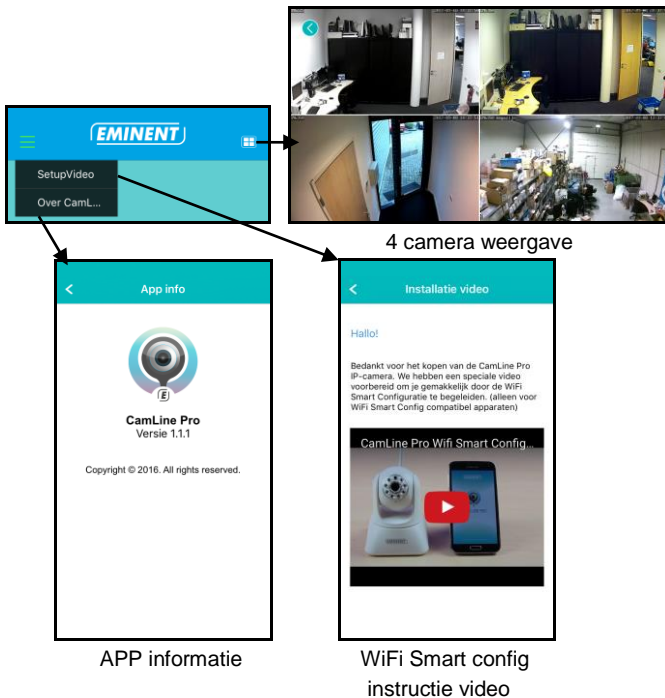 EMINENT
SetupVideo
Over CamL...
4 camera weergave
App info
E
CamLine Pro
Versie 1.1.1
Copyright © 2016. All rights reserved.
APP informatie
Installatie video
Hallo!
Bedankt voor het kopen van de CamLine Pro
IP-camera. We hebben een speciale video
voorbereid om je gemakkelijk door de WiFi
Smart Configuratie te begeleiden. (alleen voor
WiFi Smart Config compatibel apparaten)
CamLine Pro Wifi Smart Config...
EMINENT
WiFi Smart config
instructie video